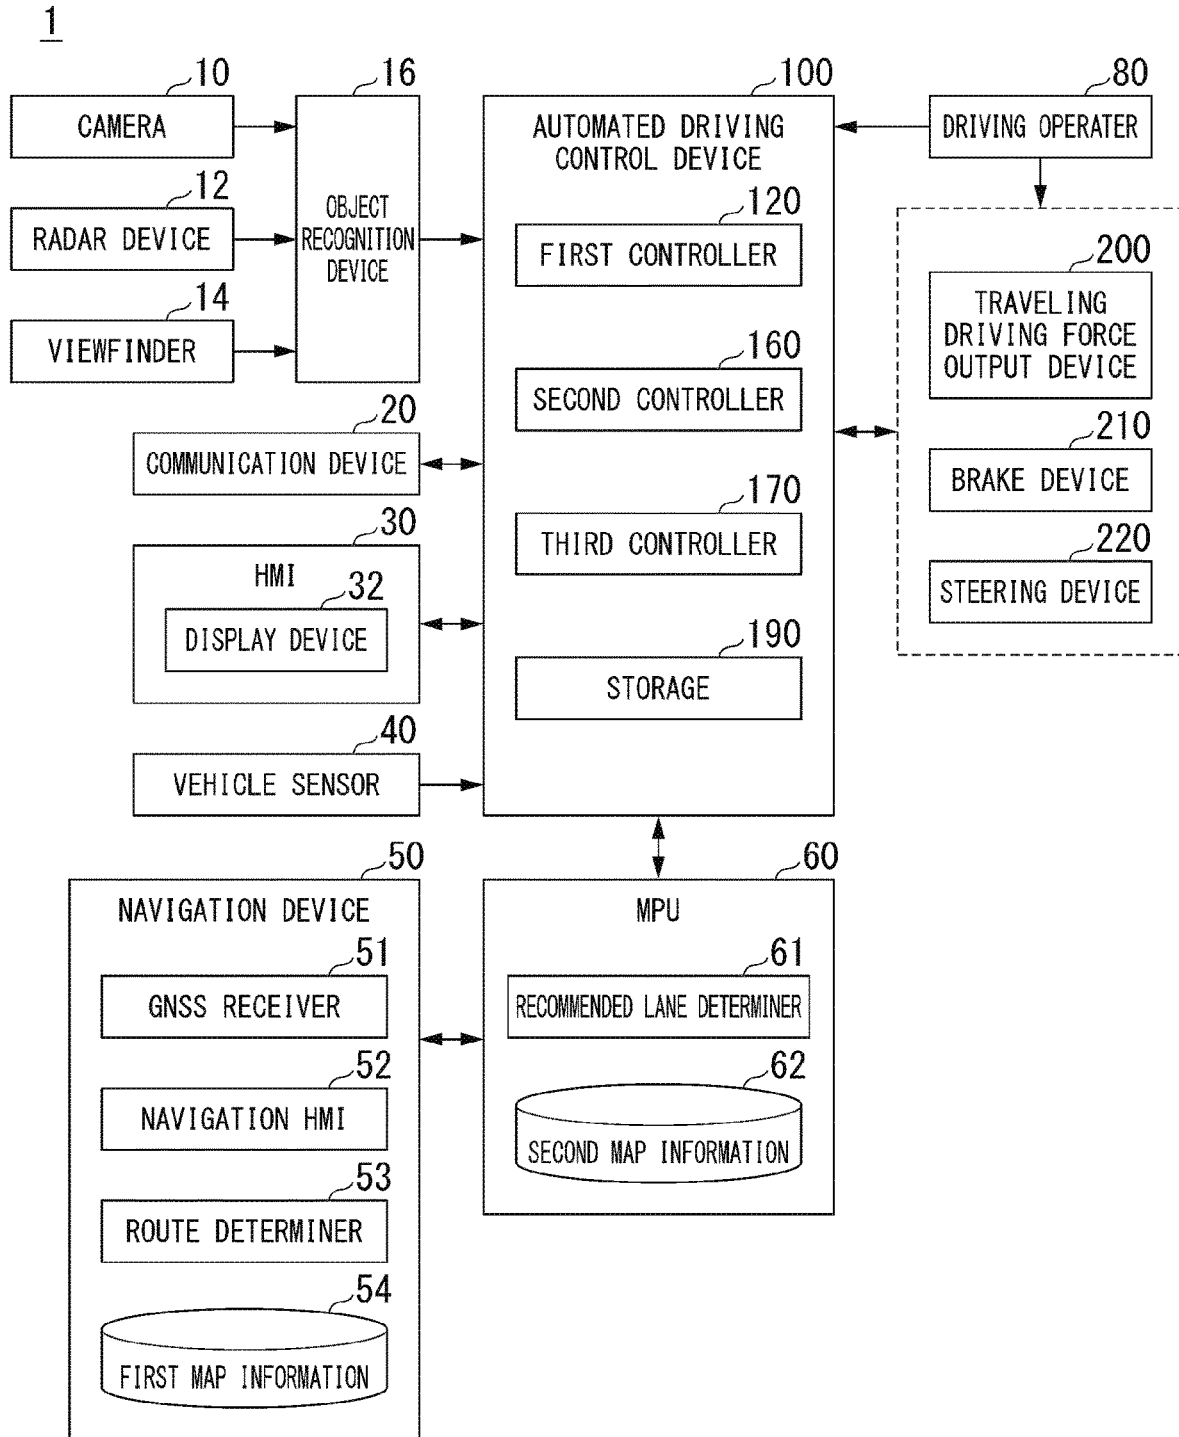 1
10
CAMERA
12
RADAR DEVICE
14
VIEWFINDER
16
OBJECT
RECOGNITION
DEVICE
20
COMMUNICATION DEVICE
30
HMI
32
DISPLAY DEVICE
40
VEHICLE SENSOR
100
AUTOMATED DRIVING
CONTROL DEVICE
120
FIRST CONTROLLER
160
SECOND CONTROLLER
170
THIRD CONTROLLER
190
STORAGE
80
DRIVING OPERATER
200
TRAVELING
DRIVING FORCE
OUTPUT DEVICE
210
BRAKE DEVICE
220
STEERING DEVICE
50
NAVIGATION DEVICE
51
GNSS RECEIVER
52
NAVIGATION HMI
53
ROUTE DETERMINER
54
FIRST MAP INFORMATION
60
MPU
61
RECOMMENDED LANE DETERMINER
62
SECOND MAP INFORMATION